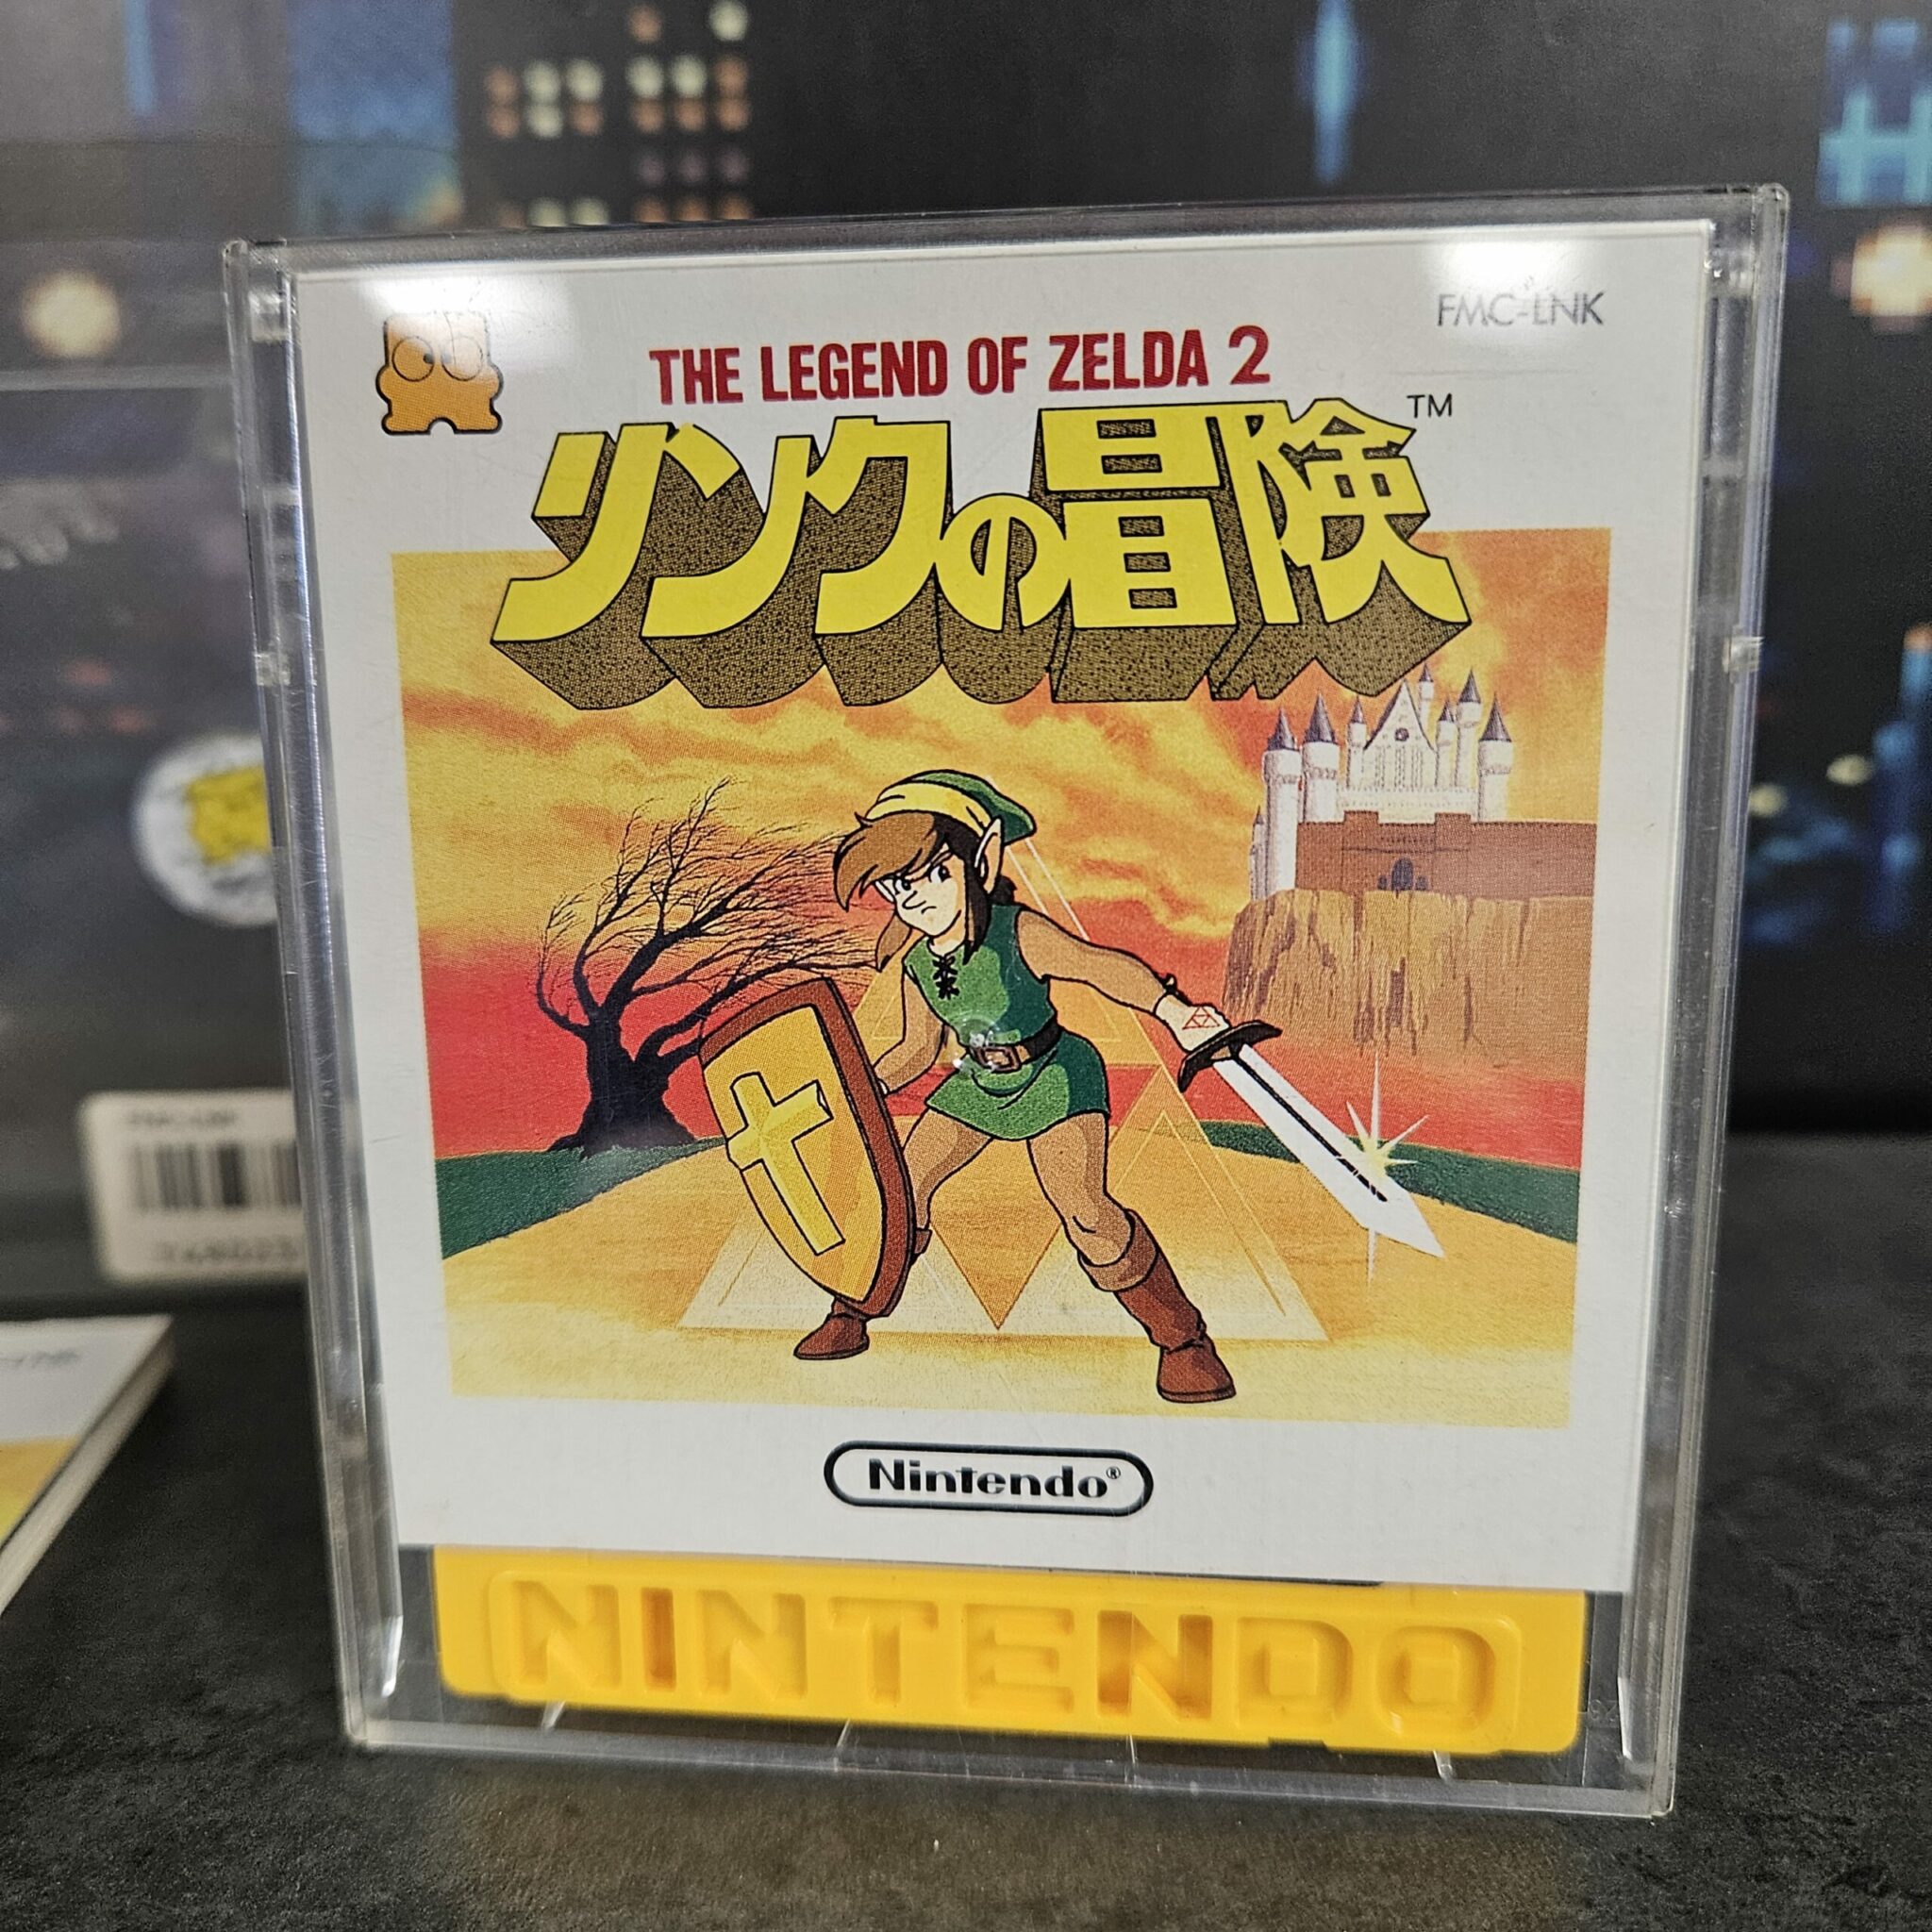 FMC-LNK
THE LEGEND OF ZELDA 2
リンクの冒険 TM
Nintendo®
NINTENDO